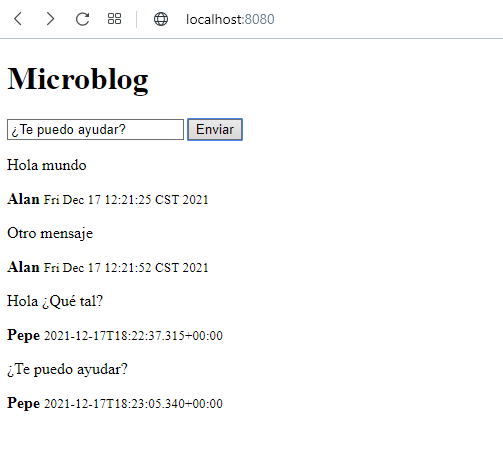 localhost:8080
Microblog
¿Te puedo ayudar? Enviar
Hola mundo
Alan Fri Dec 17 12:21:25 CST 2021
Otro mensaje
Alan Fri Dec 17 12:21:52 CST 2021
Hola ¿Qué tal?
Pepe 2021-12-17T18:22:37.315+00:00
¿Te puedo ayudar?
Pepe 2021-12-17T18:23:05.340+00:00